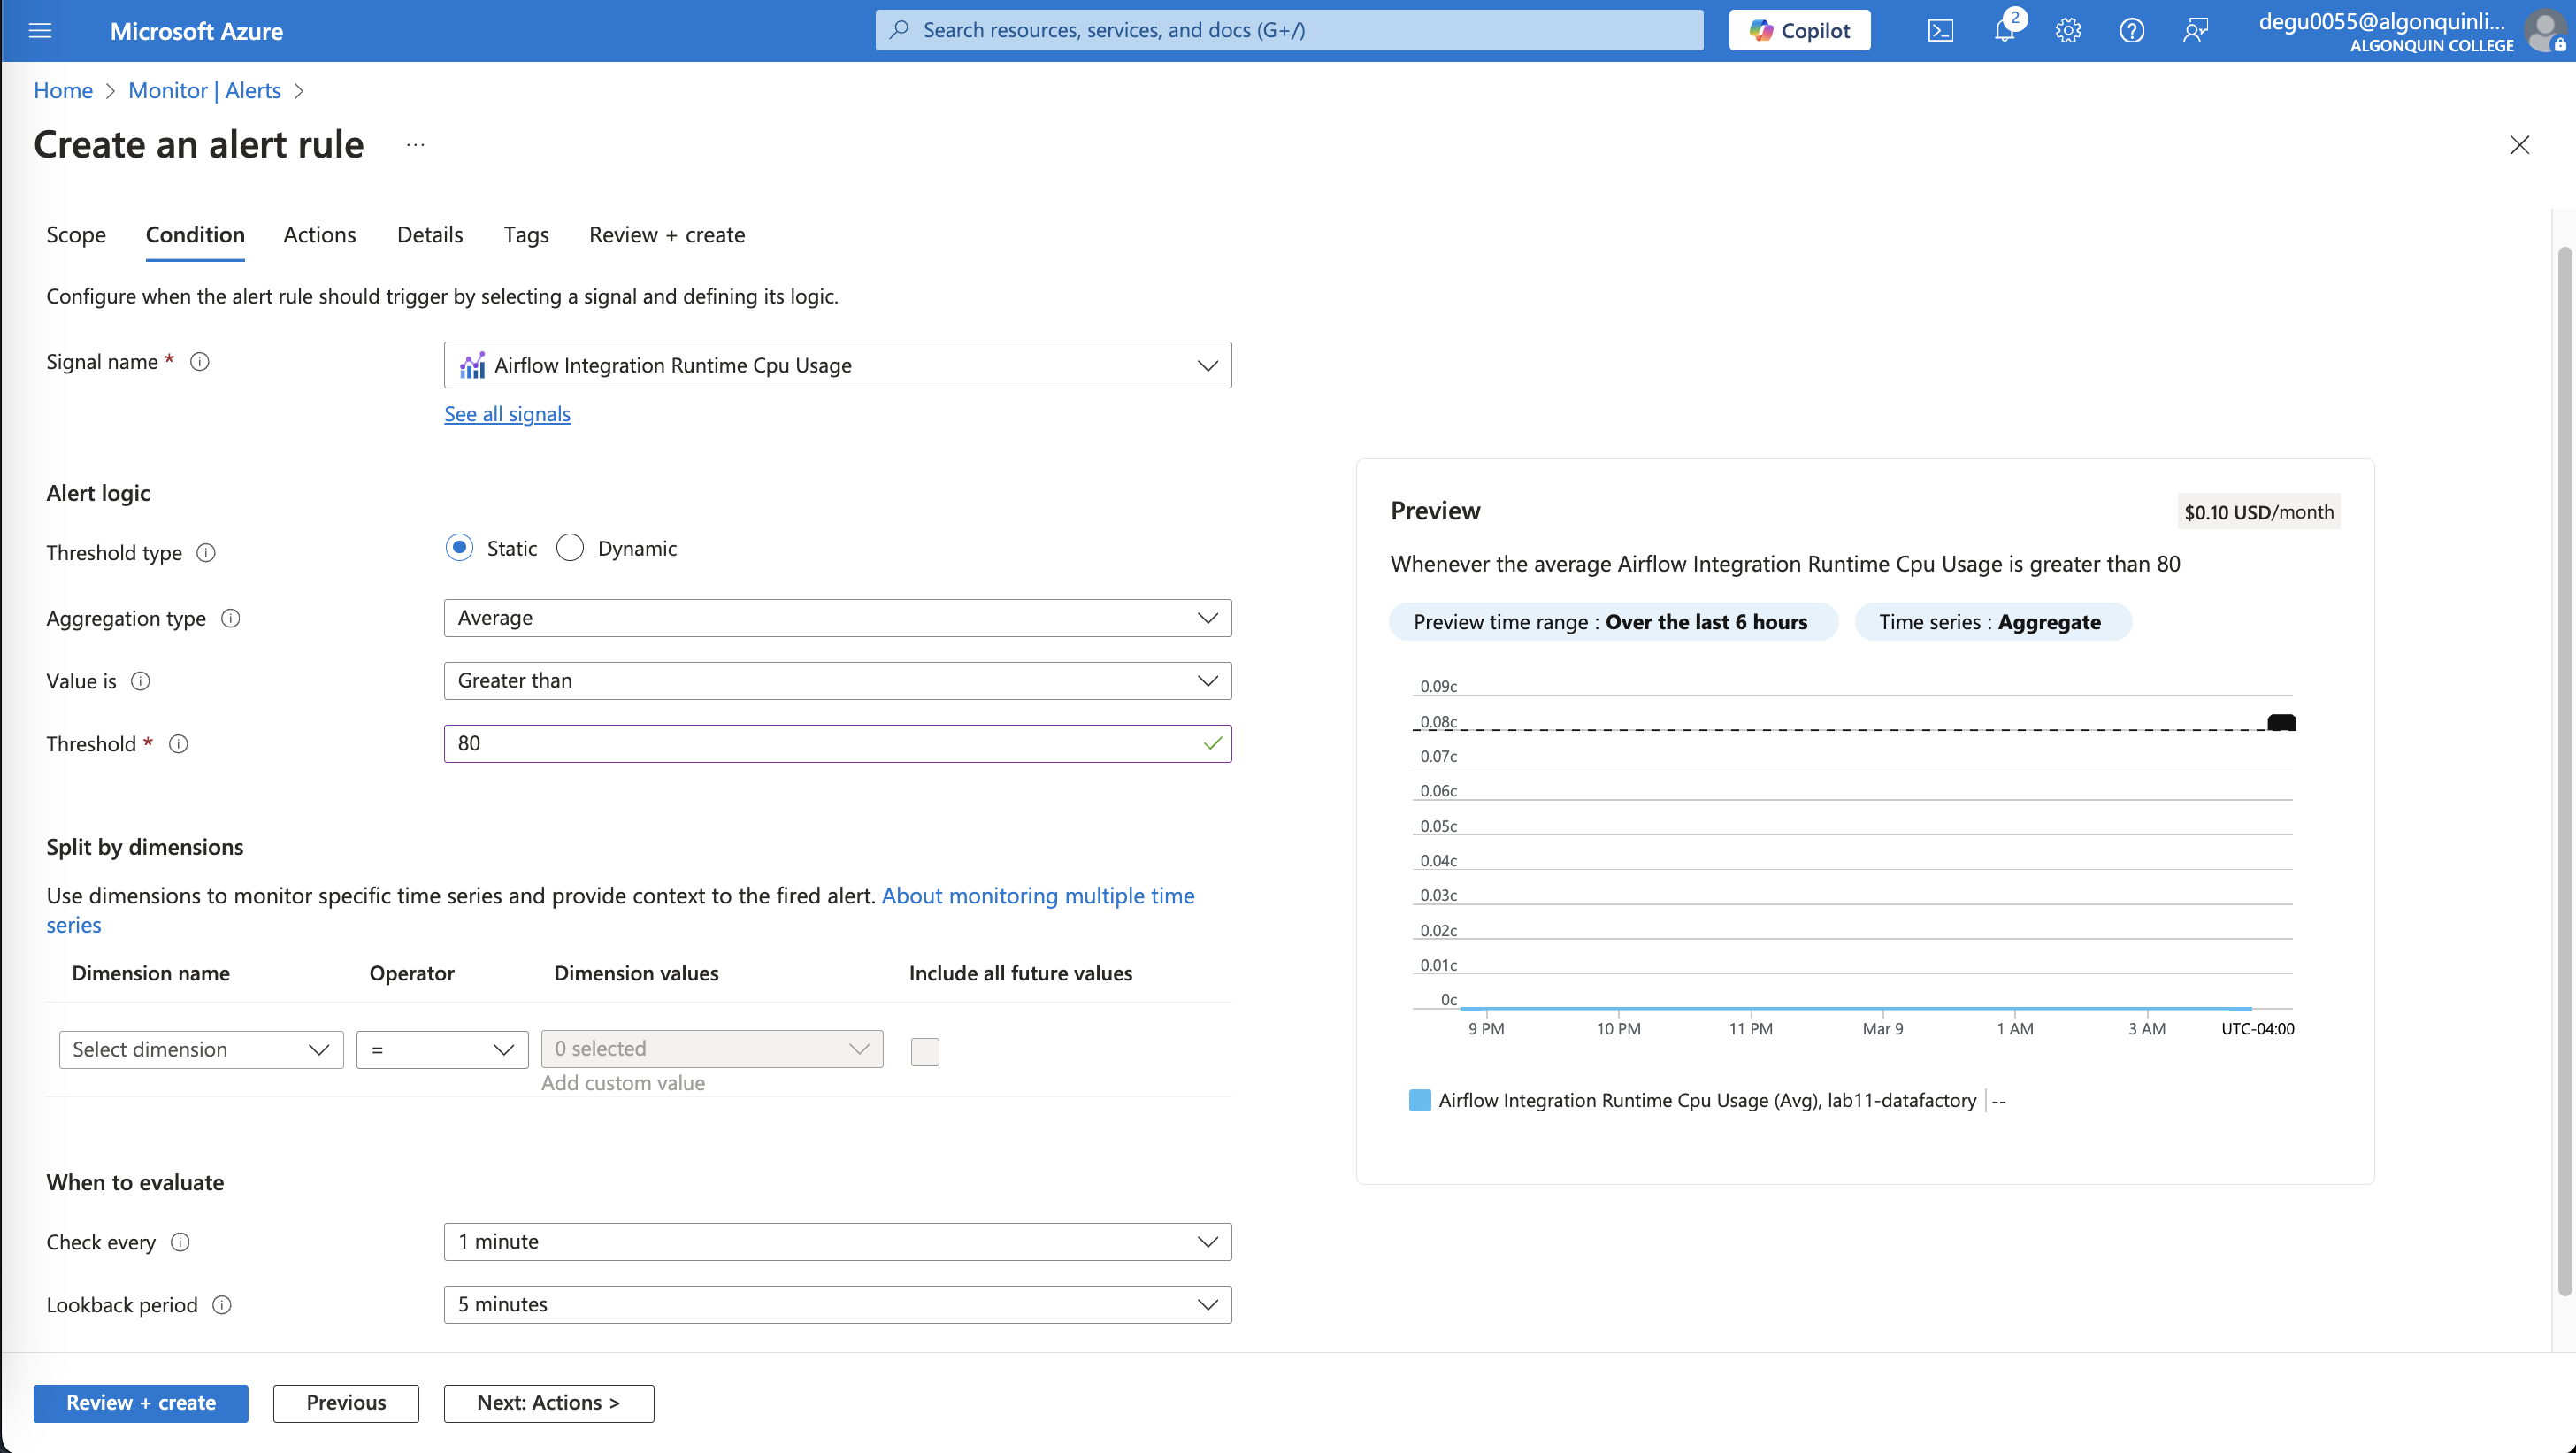 Microsoft Azure
Search resources, services, and docs (G+/)
Copilot
2
degu0055@algonquinli...
ALGONQUIN COLLEGE
Home > Monitor | Alerts >
Create an alert rule ...
Scope Condition Actions Details Tags Review + create
Configure when the alert rule should trigger by selecting a signal and defining its logic.
Signal name *
Airflow Integration Runtime Cpu Usage
See all signals
Alert logic
Threshold type
Static Dynamic
Aggregation type
Average
Value is
Greater than
Threshold *
80
Split by dimensions
Use dimensions to monitor specific time series and provide context to the fired alert. About monitoring multiple time
series
Dimension name Operator Dimension values Include all future values
Select dimension = 0 selected
Add custom value
When to evaluate
Check every
1 minute
Lookback period
5 minutes
Preview
$0.10 USD/month
Whenever the average Airflow Integration Runtime Cpu Usage is greater than 80
Preview time range : Over the last 6 hours Time series : Aggregate
0.09c
0.08c
0.07c
0.06c
0.05c
0.04c
0.03c
0.02c
0.01c
0c
9 PM 10 PM 11 PM Mar 9 1 AM 3 AM UTC-04:00
Airflow Integration Runtime Cpu Usage (Avg), lab11-datafactory | --
Review + create Previous Next: Actions >